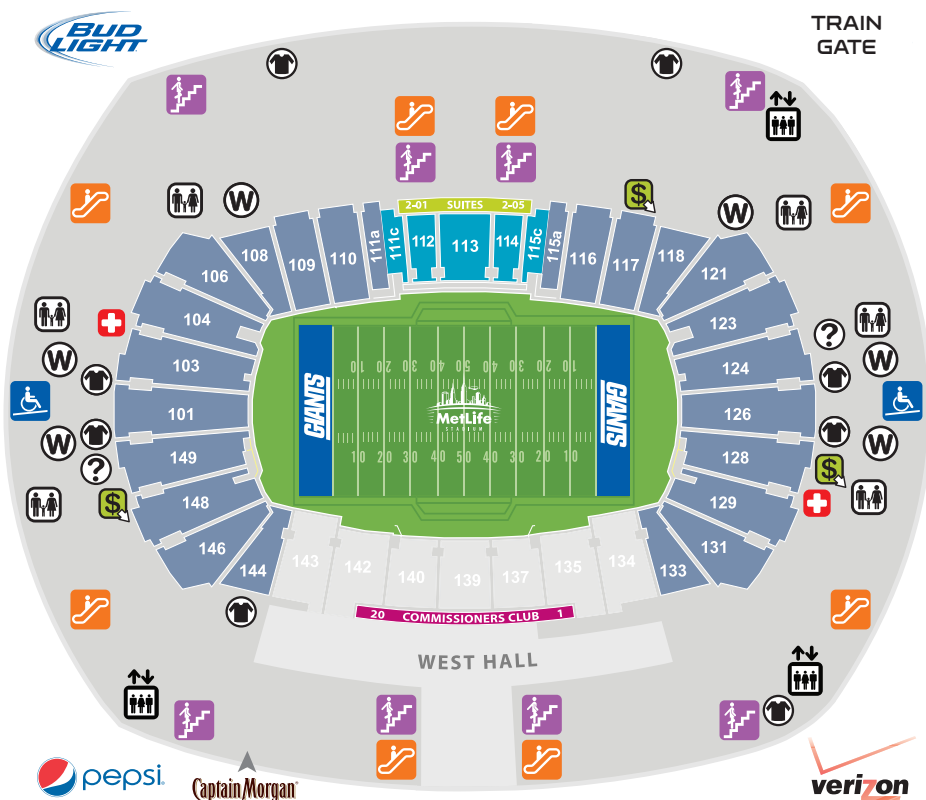 BUD
LIGHT
TRAIN
GATE
W
W
$
2-01 SUITES 2-05
111a
111c
112
113
114
115c
115a
110
109
108
106
104
103
101
149
148
146
144
116
117
118
121
123
124
126
128
129
131
133
W
W
?
$
?
W
W
$
GIANTS
GIANTS
10 20 30 40 50 40 30 20 10
MetLife
STADIUM
10 20 30 40 50 40 30 20 10
143
142
140
139
137
135
134
20 COMMISSIONERS CLUB 1
WEST HALL
pepsi
Captain Morgan
verizon